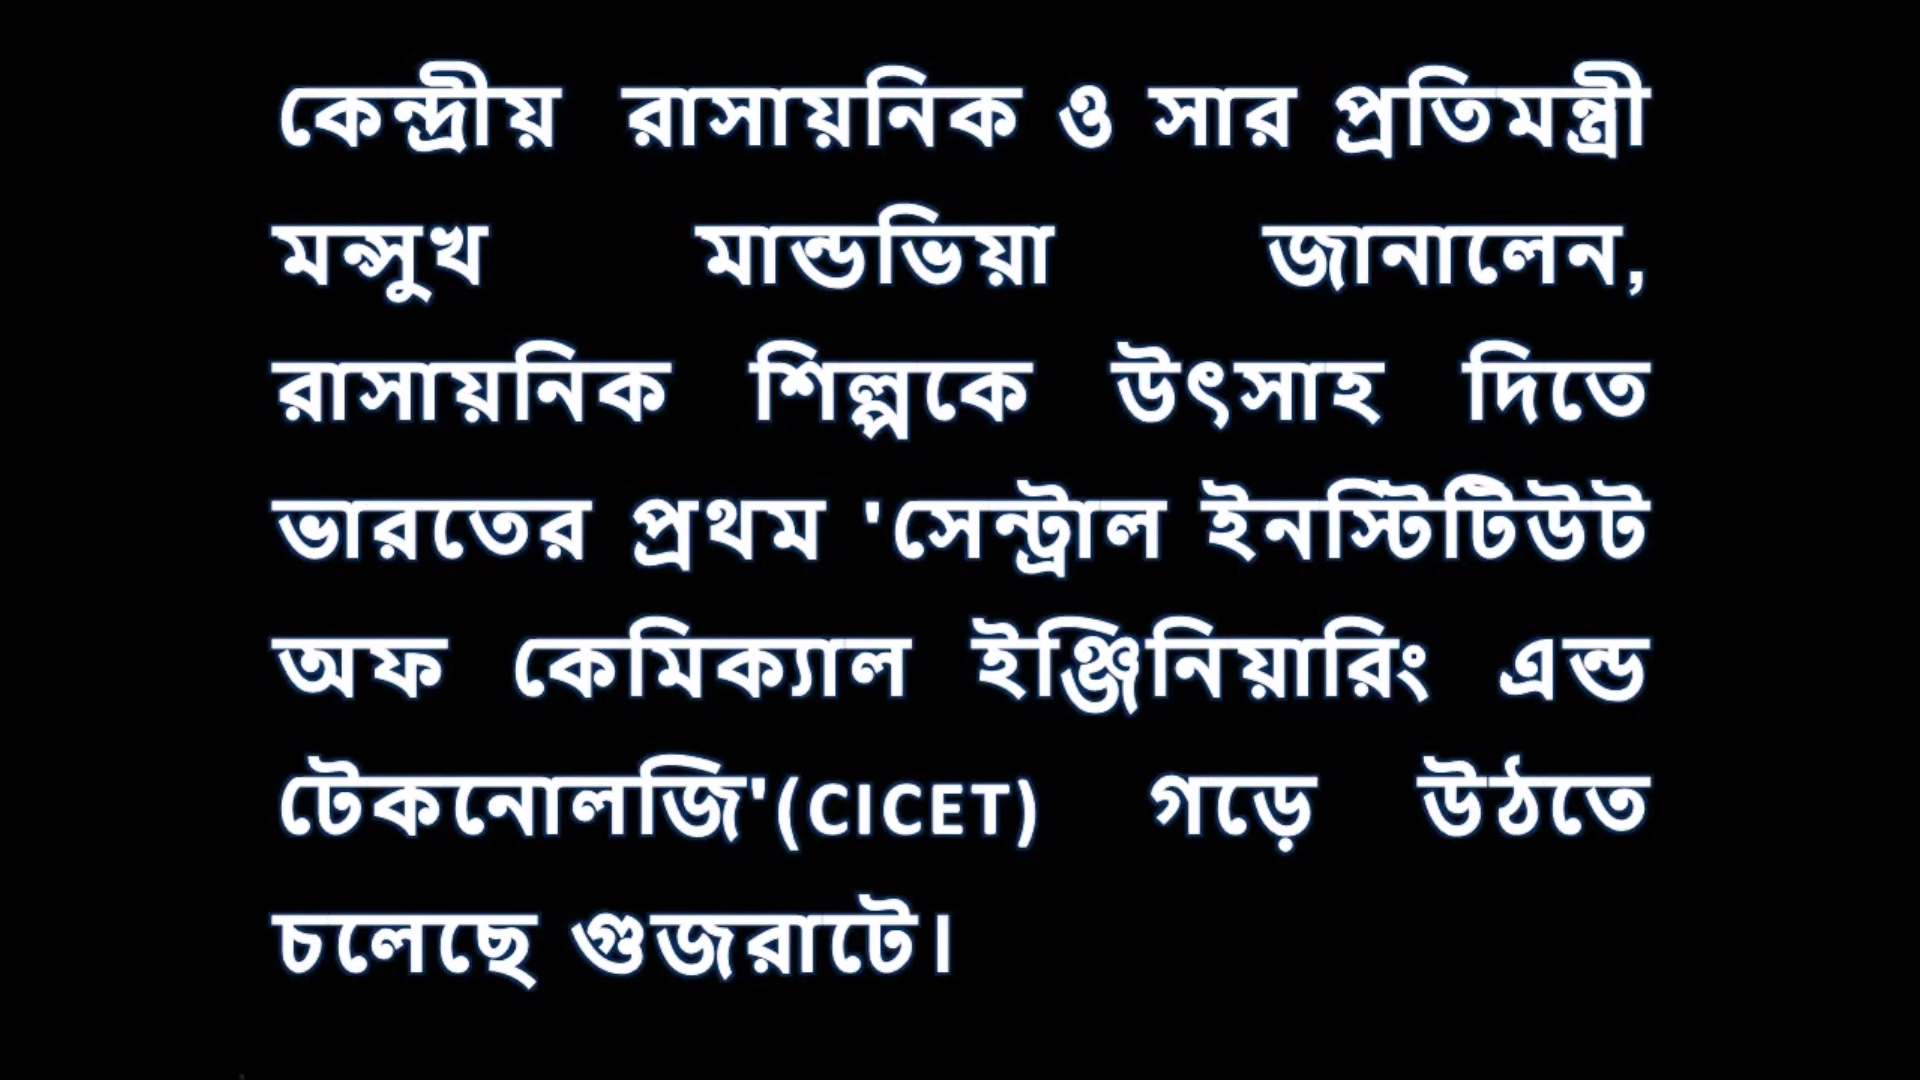 কেন্দ্রীয় রাসায়নিক ও সার প্রতিমন্ত্রী
মন্সুখ মান্ডভিয়া জানালেন,
রাসায়নিক শিল্পকে উৎসাহ দিতে
ভারতের প্রথম 'সেন্ট্রাল ইনস্টিটিউট
অফ কেমিক্যাল ইঞ্জিনিয়ারিং এন্ড
টেকনোলজি'(CICET) গড়ে উঠতে
চলেছে গুজরাটে।